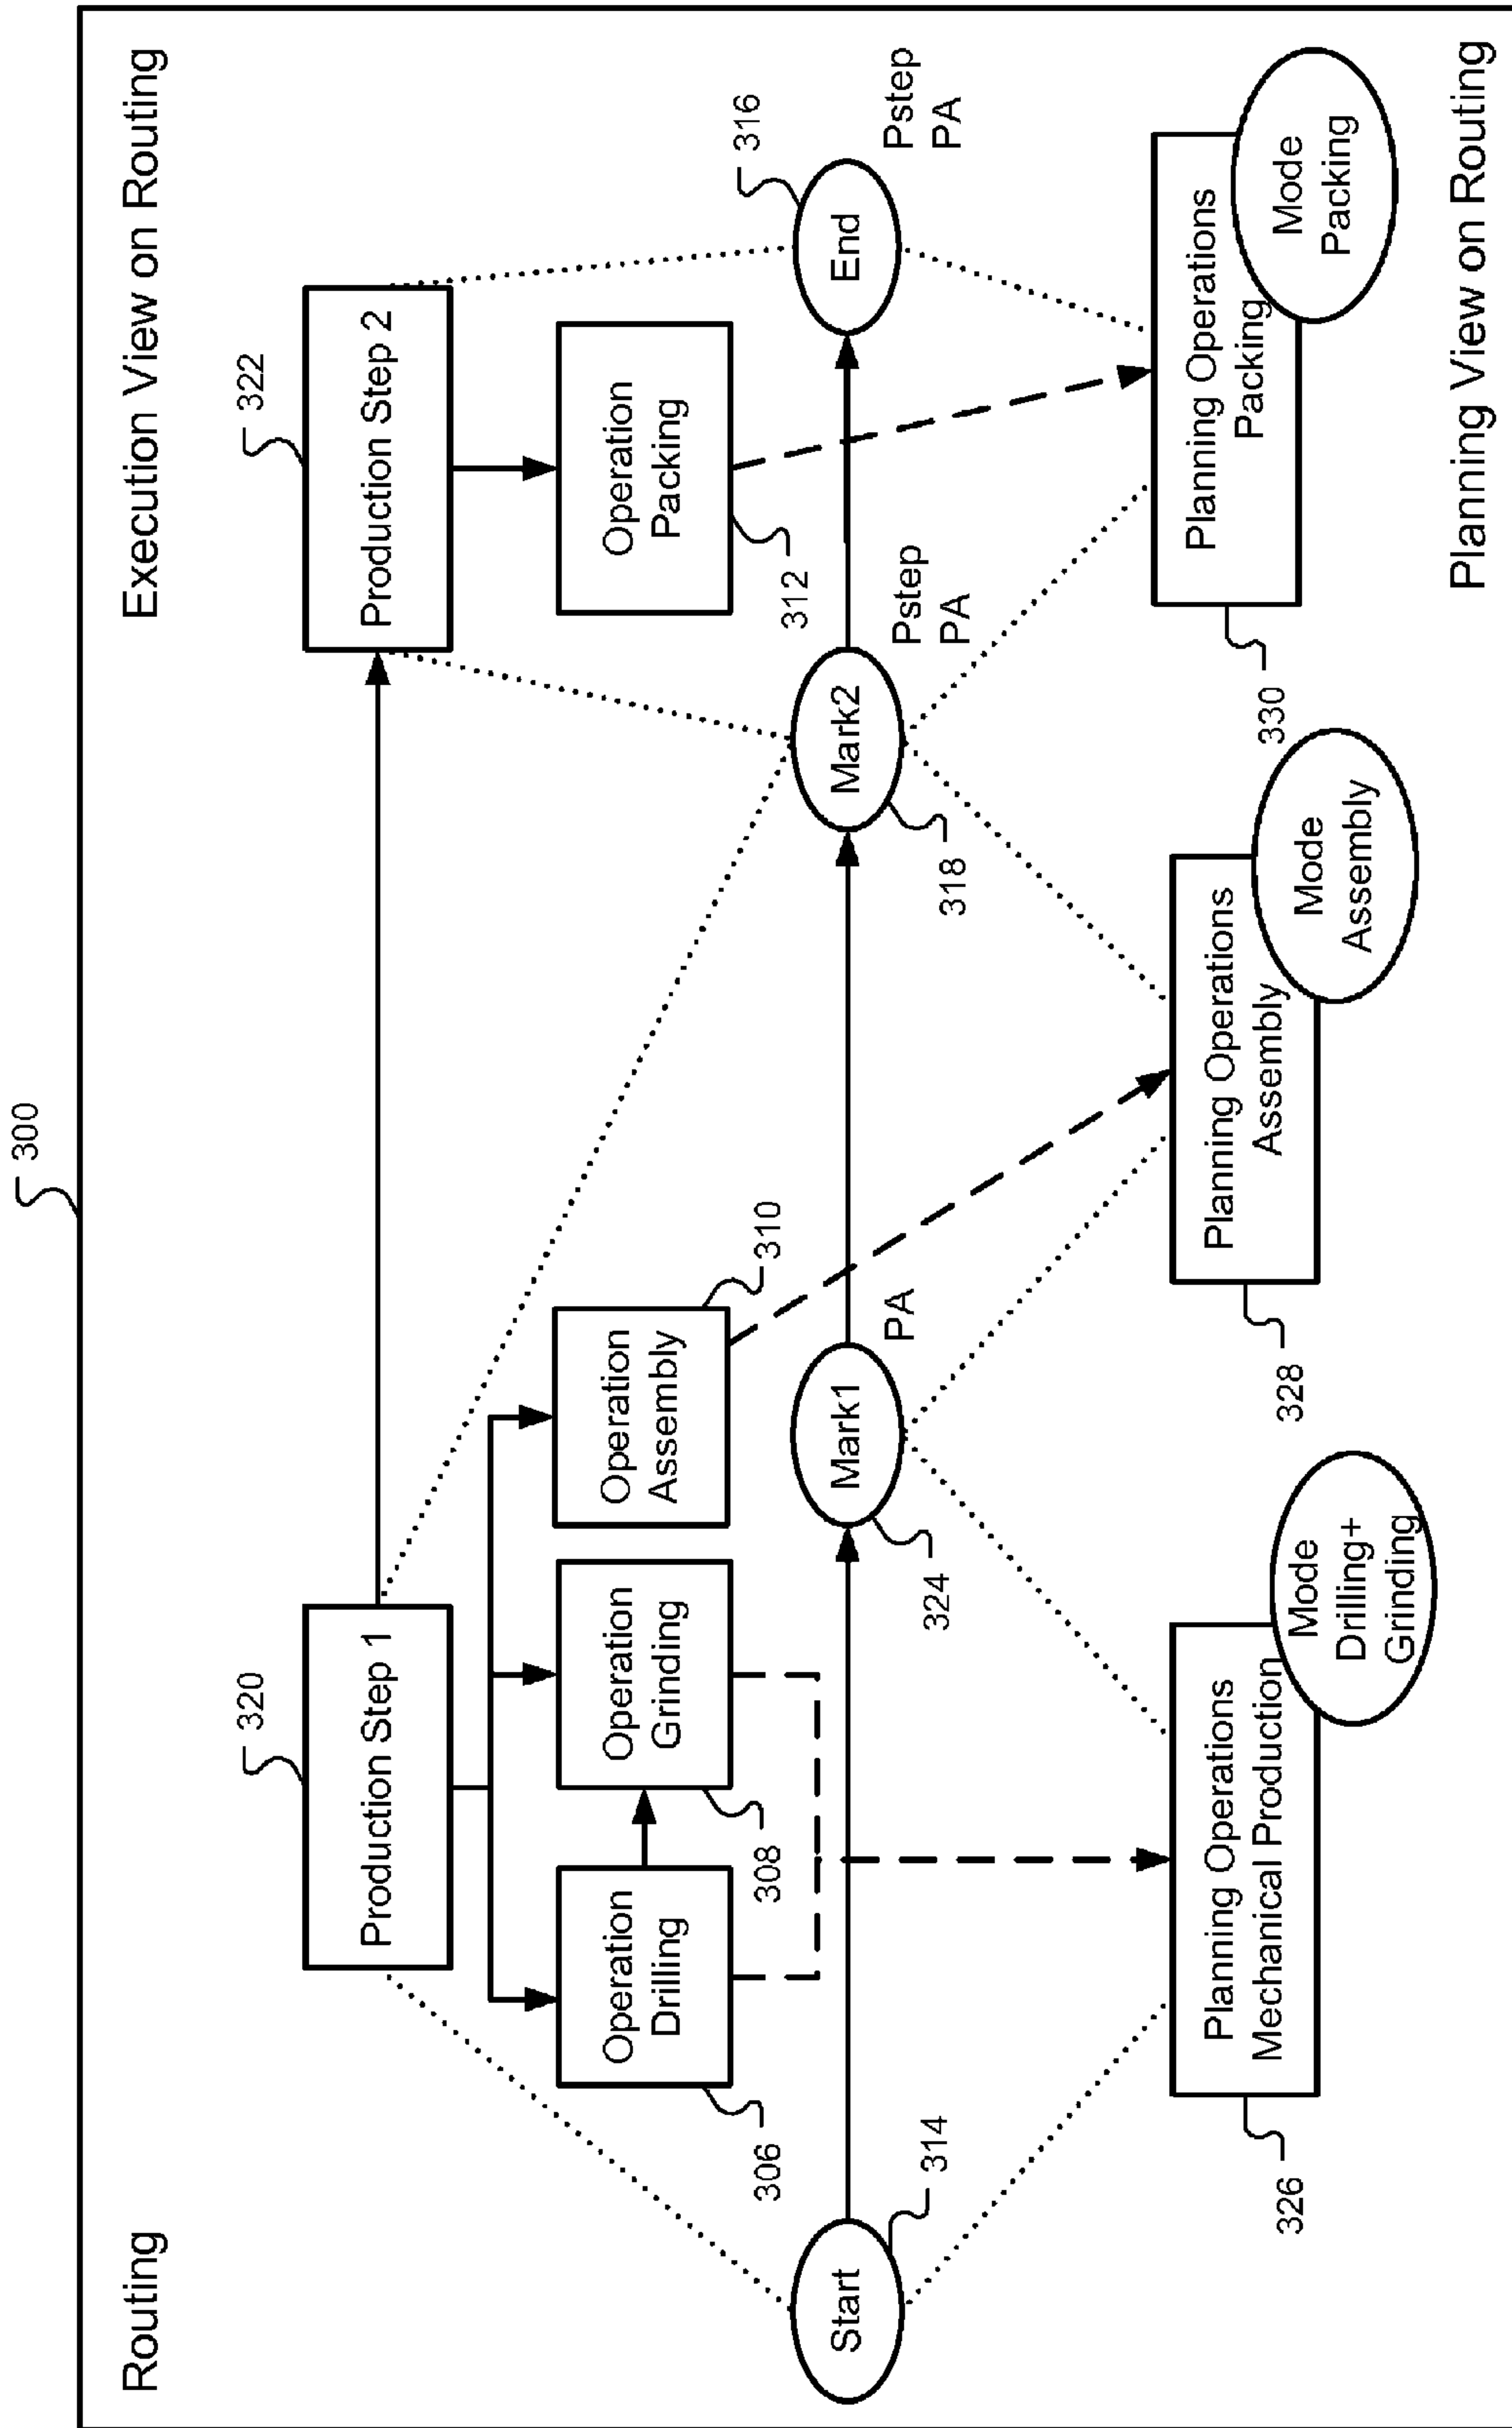 300
Routing
Execution View on Routing
320
322
Production Step 1
Production Step 2
Operation
Drilling
Operation
Grinding
Operation
Assembly
Operation
Packing
306
308
310
312
316
Start
Mark1
Mark2
End
314
324
PA
318
Pstep
PA
Pstep
PA
Planning Operations
Mechanical Production
Mode
Drilling+
Grinding
Planning Operations
Assembly
Mode
Assembly
Planning Operations
Packing
Mode
Packing
326
328
330
Planning View on Routing